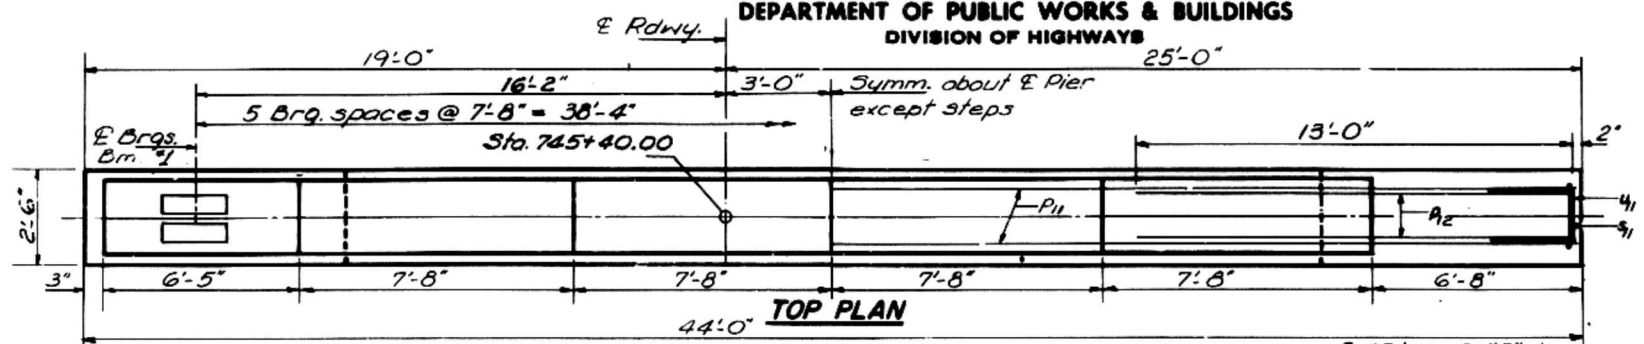 DEPARTMENT OF PUBLIC WORKS & BUILDINGS
DIVISION OF HIGHWAYS
℄ Rdwy.
19'-0"
25'-0"
16'-2"
3'-0"
Symm. about ℄ Pier
except steps
5 Brg. spaces @ 7'-8" = 38'-4"
℄ Brgs.
Bm. #1
Sta. 745+40.00
13'-0"
2"
2'-6"
P11
P12
u11
s11
3"
6'-5"
7'-8"
7'-8"
7'-8"
7'-8"
6'-8"
TOP PLAN
44'-0"